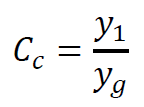 C_c = y_1 / y_g